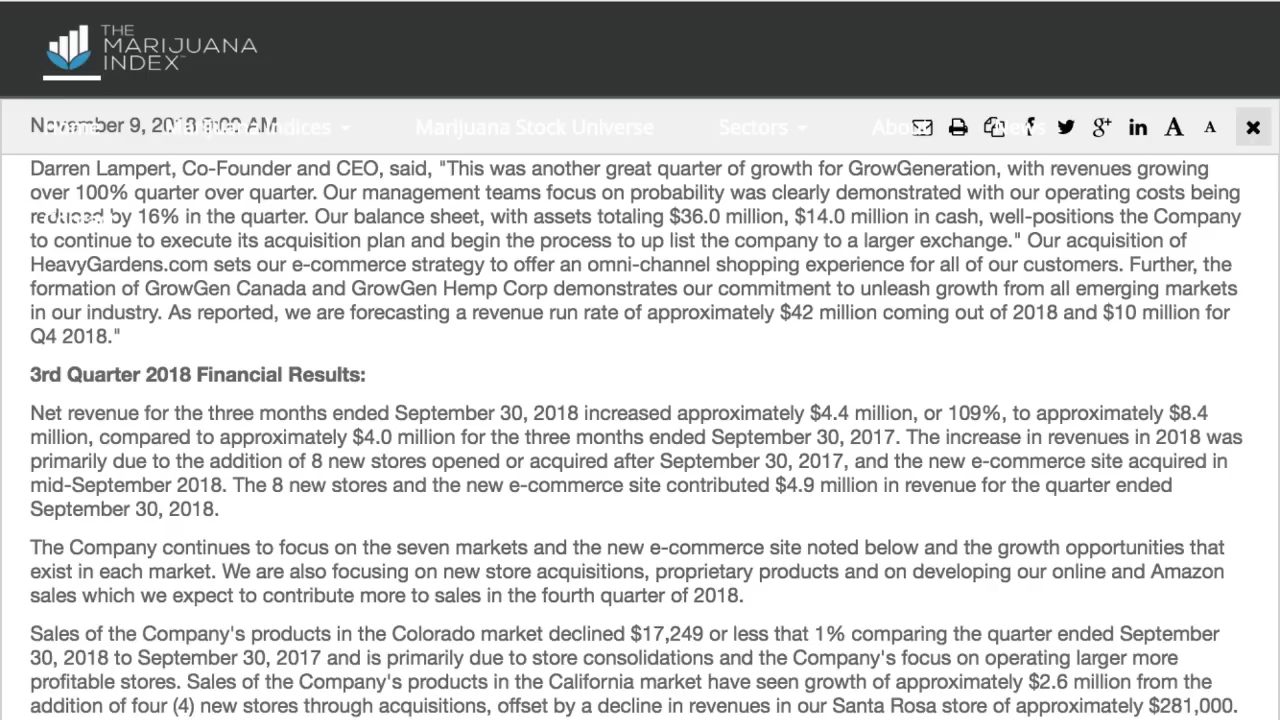 THE
MARIJUANA
INDEX
November 9, 2018 AM
Home Marijuana Indices Marijuana Stock Universe Sectors About News
Darren Lampert, Co-Founder and CEO, said, "This was another great quarter of growth for GrowGeneration, with revenues growing
over 100% quarter over quarter. Our management teams focus on probability was clearly demonstrated with our operating costs being
reduced by 16% in the quarter. Our balance sheet, with assets totaling $36.0 million, $14.0 million in cash, well-positions the Company
to continue to execute its acquisition plan and begin the process to up list the company to a larger exchange." Our acquisition of
HeavyGardens.com sets our e-commerce strategy to offer an omni-channel shopping experience for all of our customers. Further, the
formation of GrowGen Canada and GrowGen Hemp Corp demonstrates our commitment to unleash growth from all emerging markets
in our industry. As reported, we are forecasting a revenue run rate of approximately $42 million coming out of 2018 and $10 million for
Q4 2018."
3rd Quarter 2018 Financial Results:
Net revenue for the three months ended September 30, 2018 increased approximately $4.4 million, or 109%, to approximately $8.4
million, compared to approximately $4.0 million for the three months ended September 30, 2017. The increase in revenues in 2018 was
primarily due to the addition of 8 new stores opened or acquired after September 30, 2017, and the new e-commerce site acquired in
mid-September 2018. The 8 new stores and the new e-commerce site contributed $4.9 million in revenue for the quarter ended
September 30, 2018.
The Company continues to focus on the seven markets and the new e-commerce site noted below and the growth opportunities that
exist in each market. We are also focusing on new store acquisitions, proprietary products and on developing our online and Amazon
sales which we expect to contribute more to sales in the fourth quarter of 2018.
Sales of the Company's products in the Colorado market declined $17,249 or less that 1% comparing the quarter ended September
30, 2018 to September 30, 2017 and is primarily due to store consolidations and the Company's focus on operating larger more
profitable stores. Sales of the Company's products in the California market have seen growth of approximately $2.6 million from the
addition of four (4) new stores through acquisitions, offset by a decline in revenues in our Santa Rosa store of approximately $281,000.